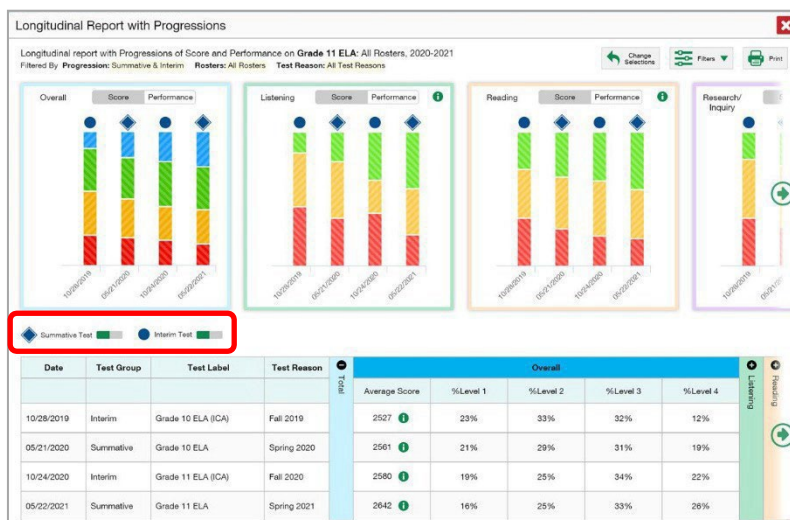 Longitudinal Report with Progressions
Longitudinal report with Progressions of Score and Performance on Grade 11 ELA: All Rosters, 2020-2021
Filtered By Progression: Summative & Interim Rosters: All Rosters Test Reason: All Test Reasons
Change Selections
Filters
Print
Overall Score Performance
10/28/2019 05/21/2020 10/24/2020 05/22/2021
Listening Score Performance
10/28/2019 05/21/2020 10/24/2020 05/22/2021
Reading Score Performance
10/28/2019 05/21/2020 10/24/2020 05/22/2021
Research/
Inquiry
10/28/2019
Summative Test Interim Test
Date Test Group Test Label Test Reason Total Overall Listening Reading
Average Score %Level 1 %Level 2 %Level 3 %Level 4
10/28/2019 Interim Grade 10 ELA (ICA) Fall 2019 2527 23% 33% 32% 12%
05/21/2020 Summative Grade 10 ELA Spring 2020 2561 21% 29% 31% 19%
10/24/2020 Interim Grade 11 ELA (ICA) Fall 2020 2580 19% 25% 34% 22%
05/22/2021 Summative Grade 11 ELA Spring 2021 2642 16% 25% 33% 26%